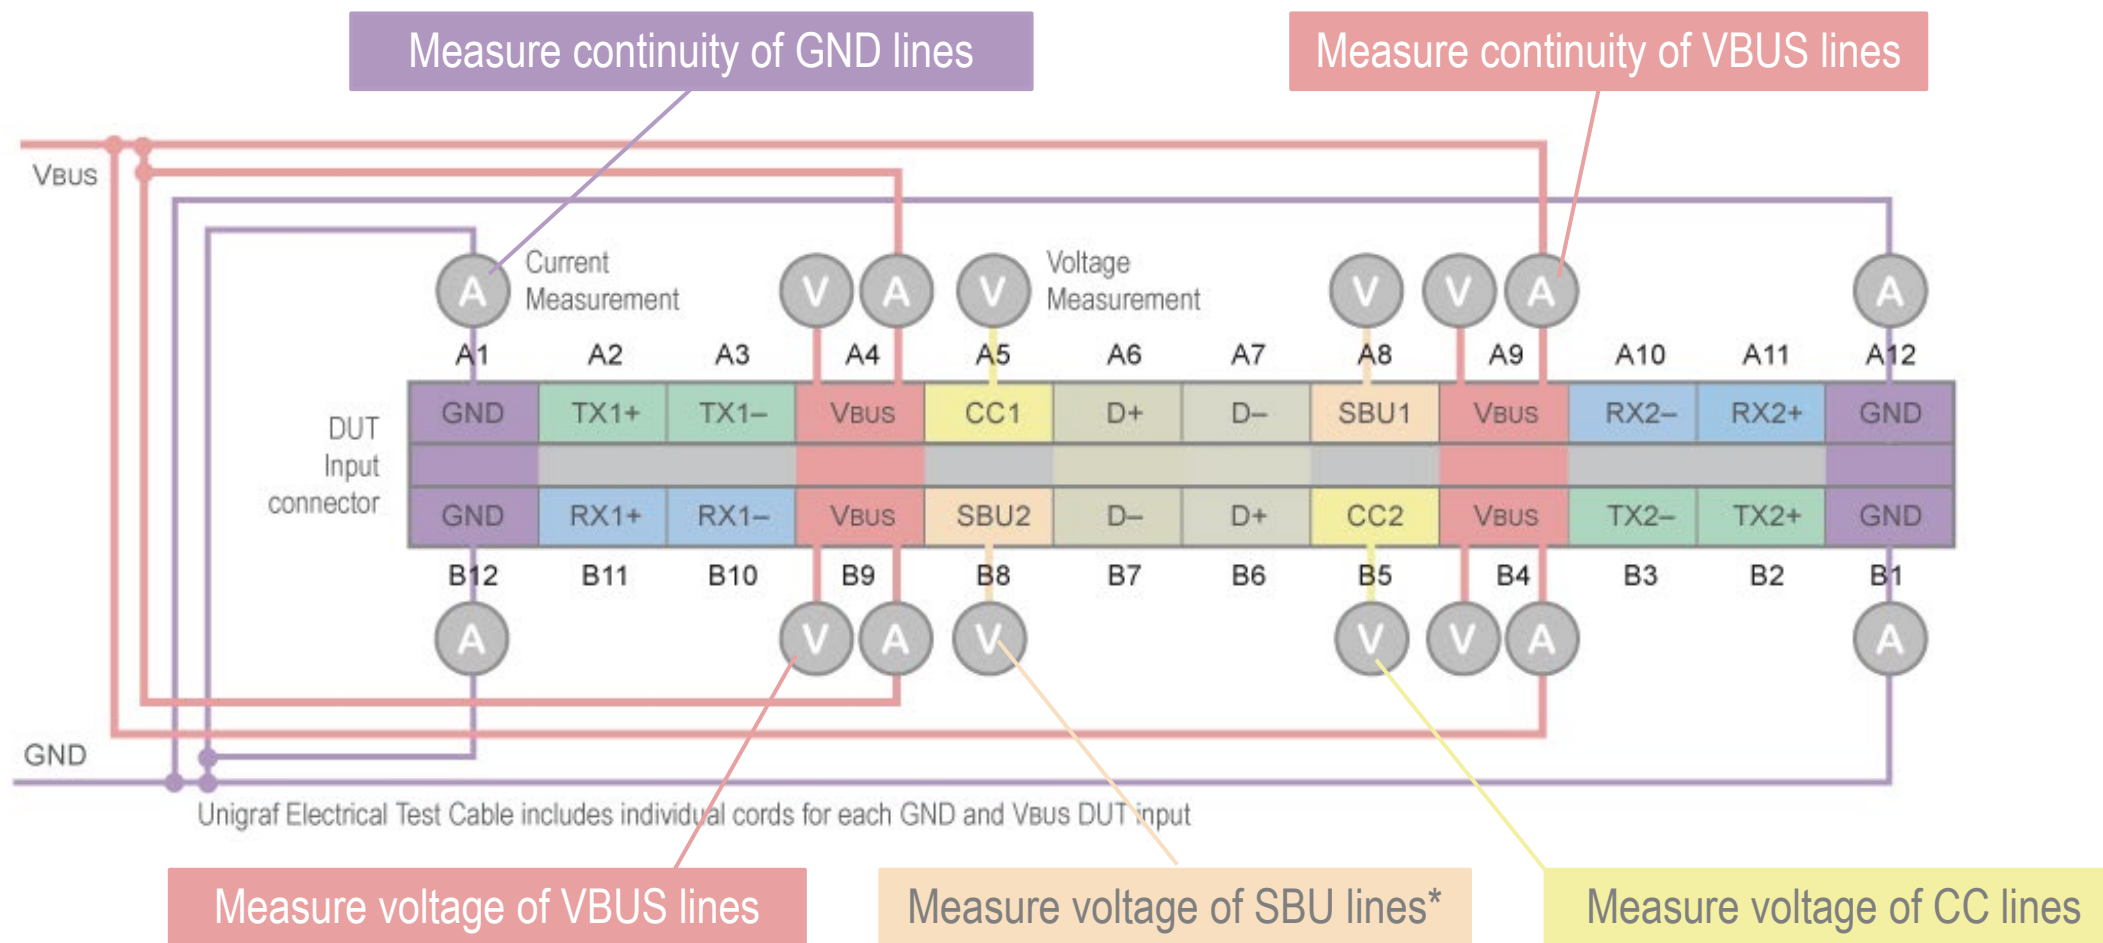 Measure continuity of GND lines
Measure continuity of VBUS lines
VBUS
Current
Measurement
Voltage
Measurement
A V A V V V A A
A1 A2 A3 A4 A5 A6 A7 A8 A9 A10 A11 A12
DUT
Input
connector
GND TX1+ TX1– VBUS CC1 D+ D– SBU1 VBUS RX2– RX2+ GND
GND RX1+ RX1– VBUS SBU2 D– D+ CC2 VBUS TX2– TX2+ GND
B12 B11 B10 B9 B8 B7 B6 B5 B4 B3 B2 B1
A V A V V V A A
GND
Unigraf Electrical Test Cable includes individual cords for each GND and VBUS DUT input
Measure voltage of VBUS lines
Measure voltage of SBU lines*
Measure voltage of CC lines